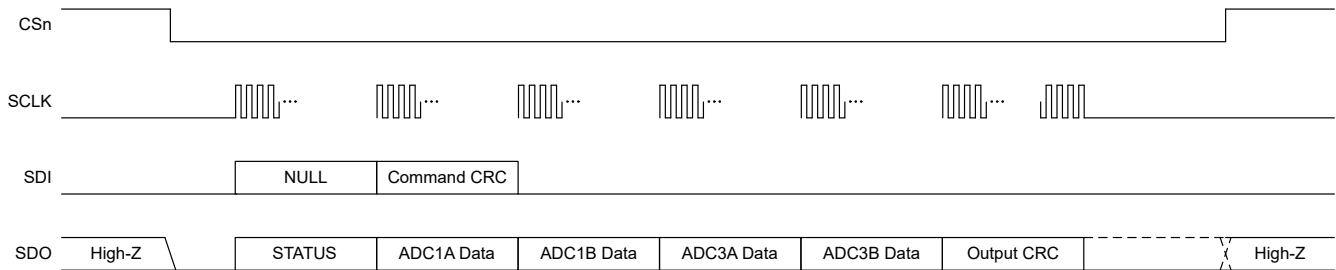 CSn
SCLK ... ... ... ... ... ...
SDI NULL Command CRC
SDO High-Z STATUS ADC1A Data ADC1B Data ADC3A Data ADC3B Data Output CRC High-Z